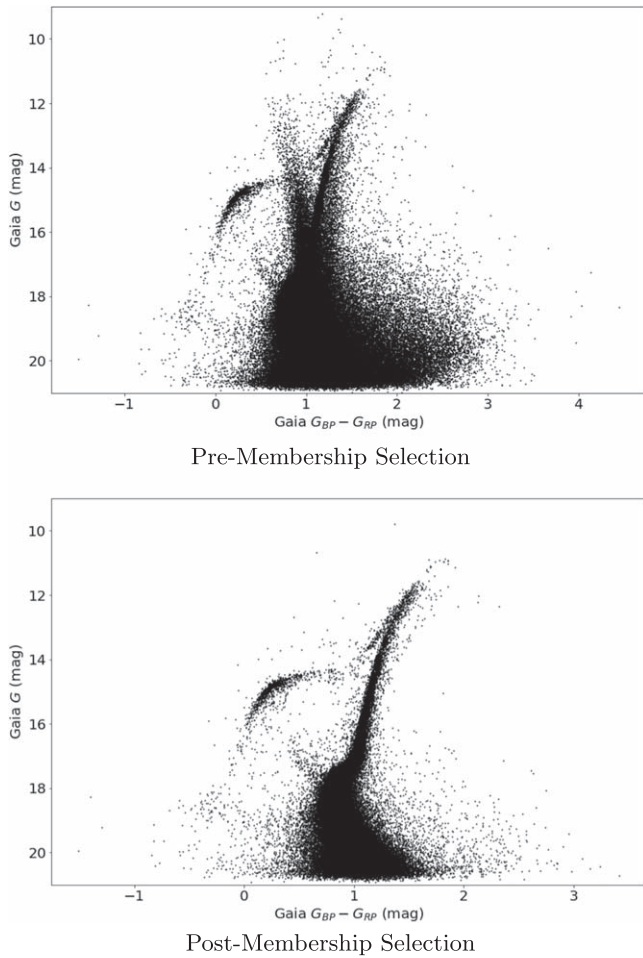 10
12
14
16
18
20
Gaia G (mag)
−1 0 1 2 3 4
Gaia G_BP − G_RP (mag)
Pre-Membership Selection
10
12
14
16
18
20
Gaia G (mag)
−1 0 1 2 3
Gaia G_BP − G_RP (mag)
Post-Membership Selection